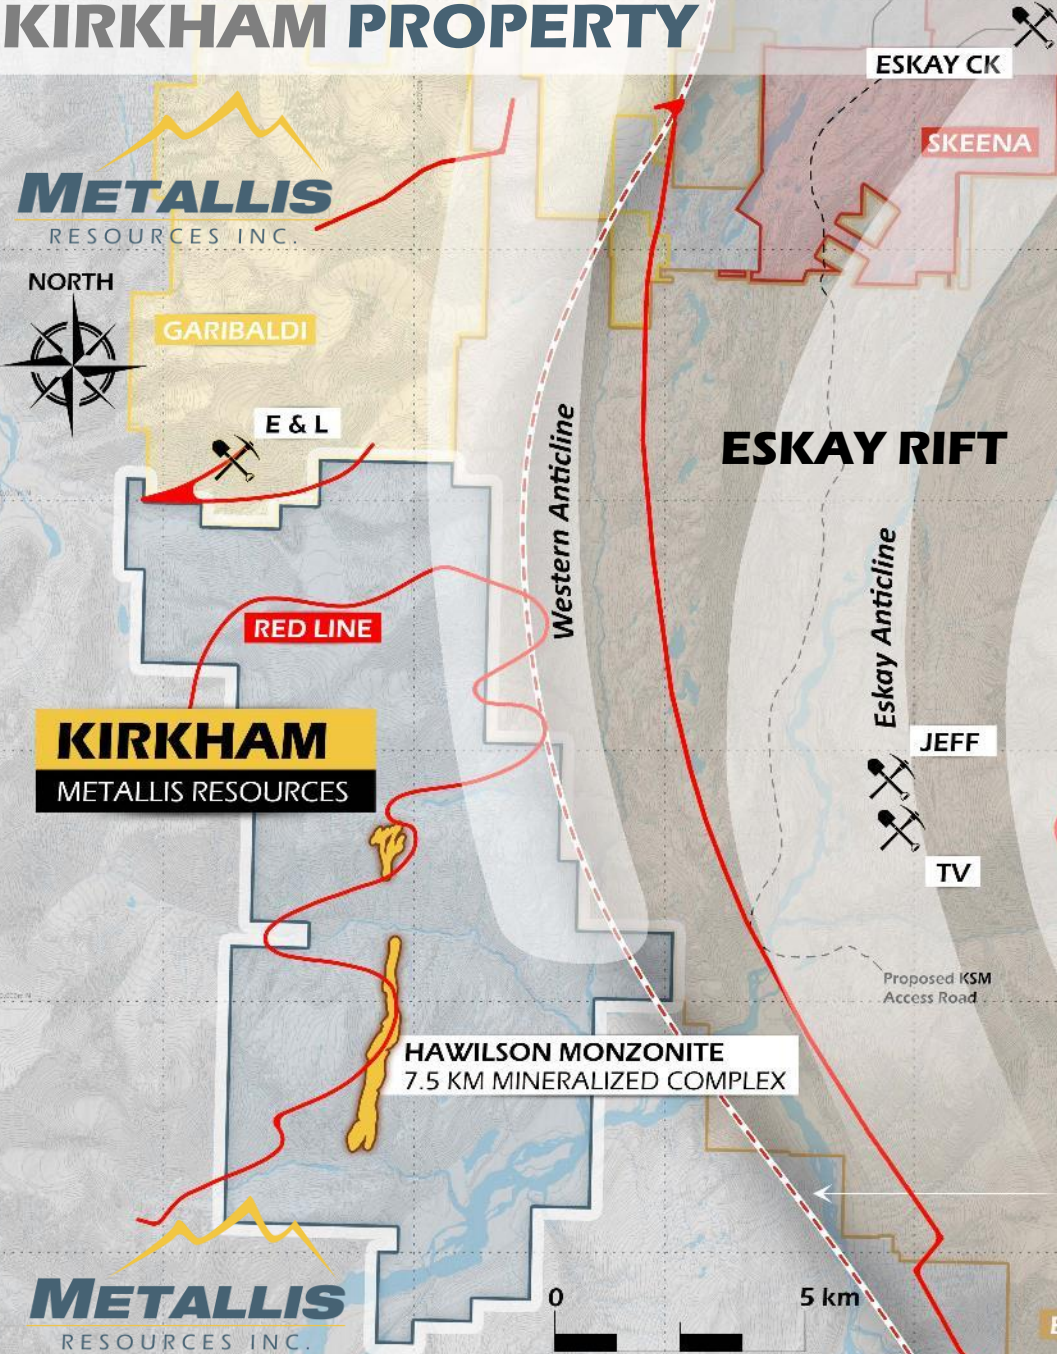 KIRKHAM PROPERTY
ESKAY CK
SKEENA
METALLIS
RESOURCES INC.
NORTH
GARIBALDI
E & L
ESKAY RIFT
Western Anticline
Eskay Anticline
RED LINE
KIRKHAM
METALLIS RESOURCES
JEFF
TV
Proposed KSM
Access Road
HAWILSON MONZONITE
7.5 KM MINERALIZED COMPLEX
METALLIS
RESOURCES INC.
0 5 km